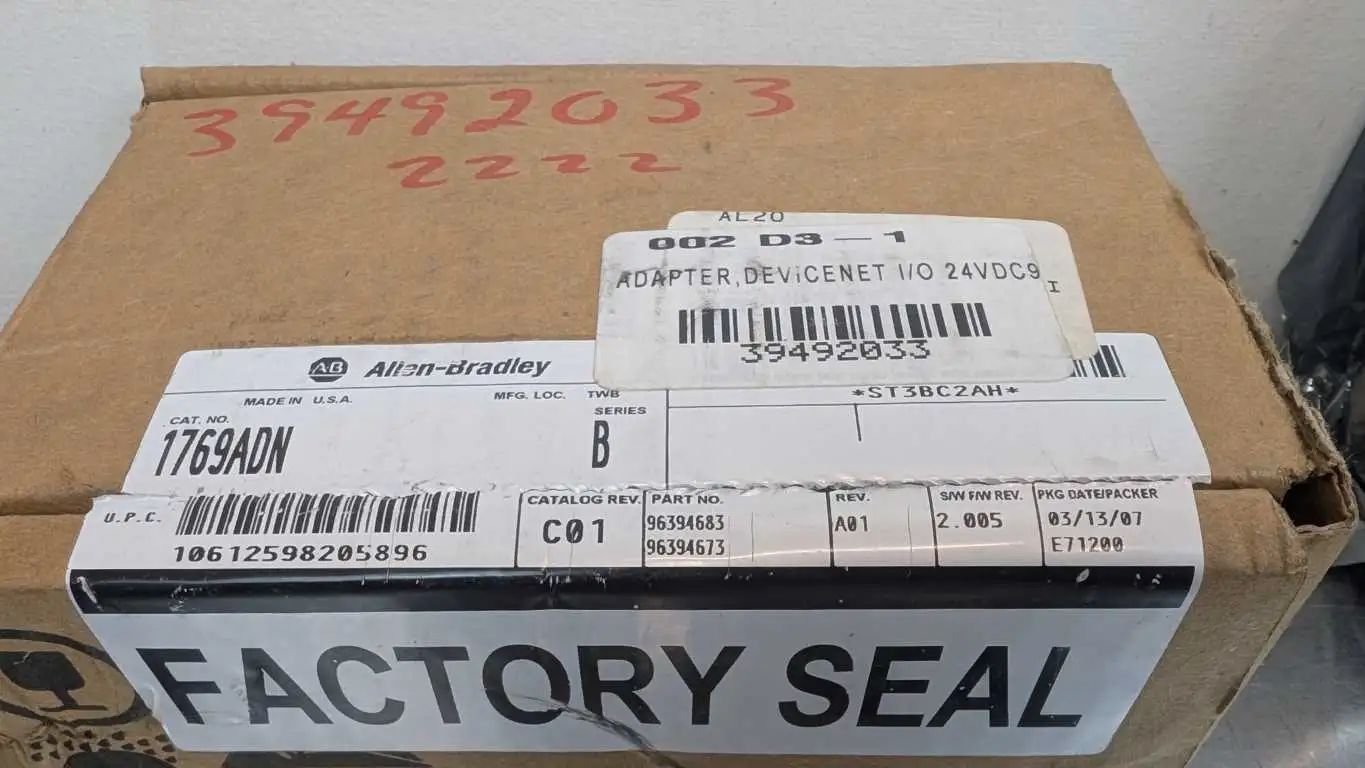 39492033
2222
AL20
002 D3-1
ADAPTER,DEVICENET I/O 24VDC9
I
39492033
AB Allen-Bradley
*ST3BC2AH*
MADE IN U.S.A. MFG. LOC. TWB
CAT. NO. SERIES
1769ADN B
U.P.C.
10612598205896
CATALOG REV. PART NO. REV. S/W F/W REV. PKG DATE/PACKER
C01 96394683 A01 2.005 03/13/07
96394673 E71200
FACTORY SEAL